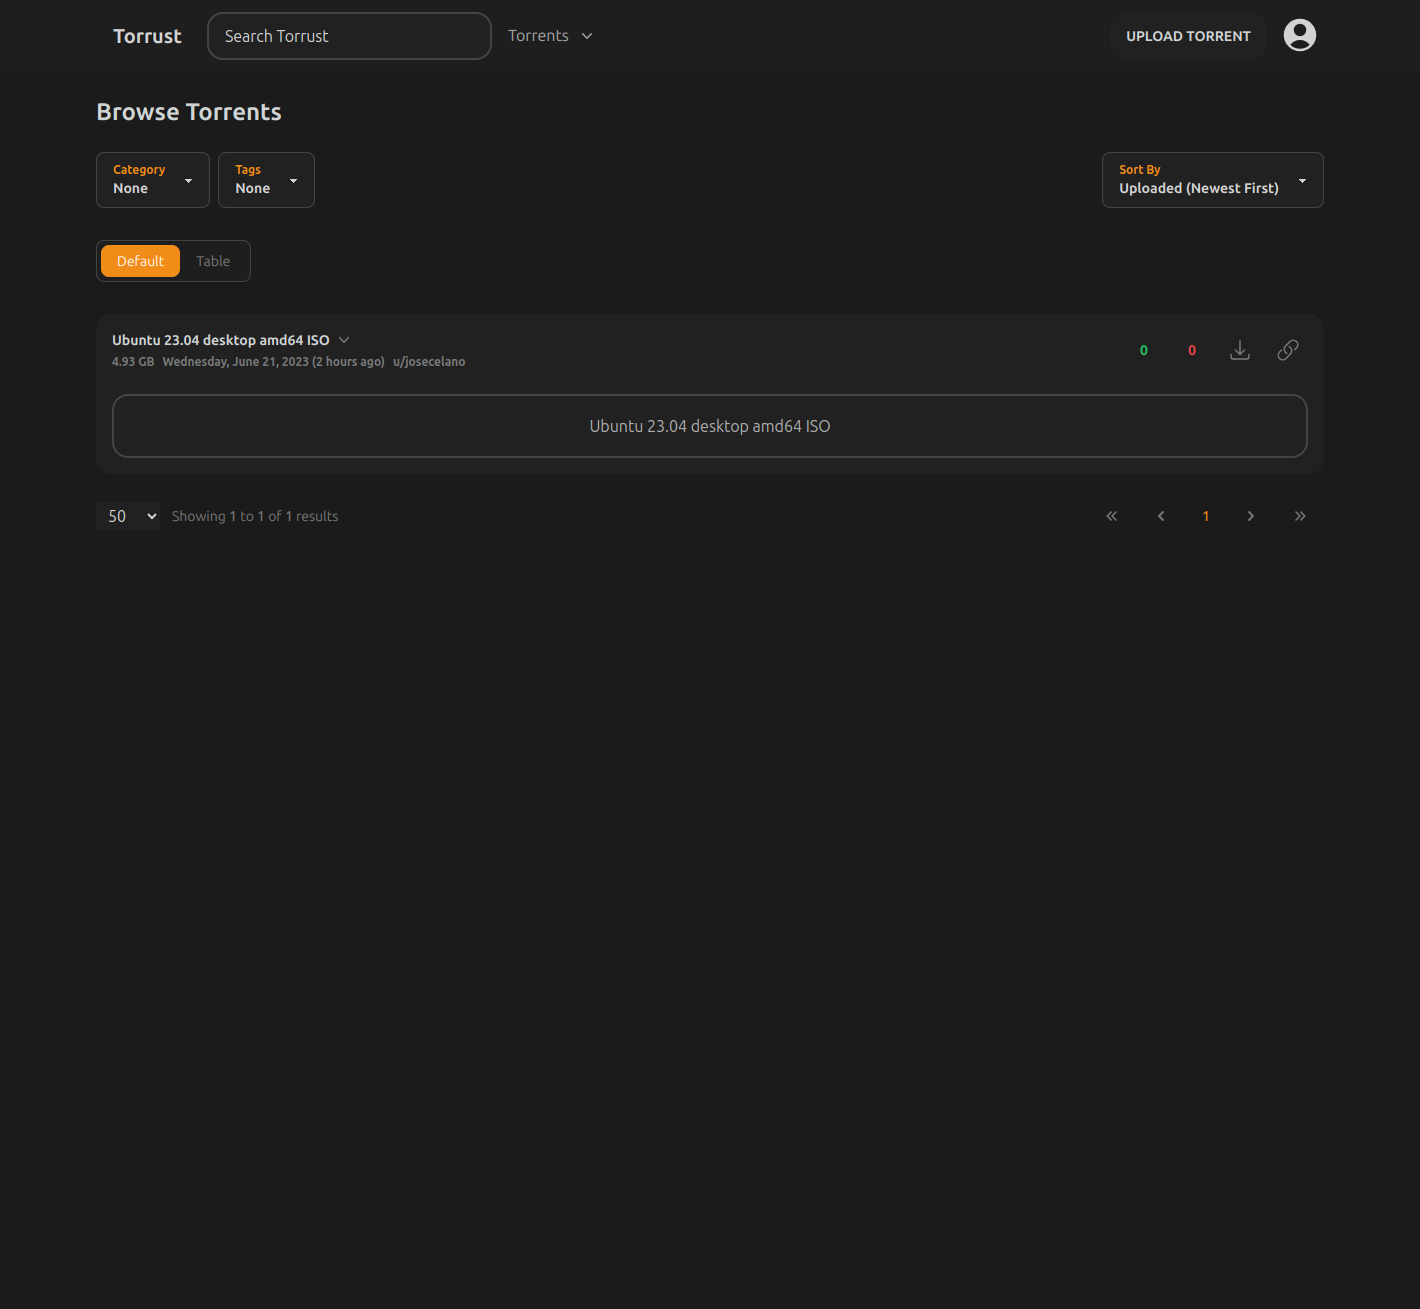 Torrust
Search Torrust
Torrents
UPLOAD TORRENT
Browse Torrents
Category
None
Tags
None
Sort By
Uploaded (Newest First)
Default
Table
Ubuntu 23.04 desktop amd64 ISO
4.93 GB Wednesday, June 21, 2023 (2 hours ago) u/josecelano
0
0
Ubuntu 23.04 desktop amd64 ISO
50
Showing 1 to 1 of 1 results
1